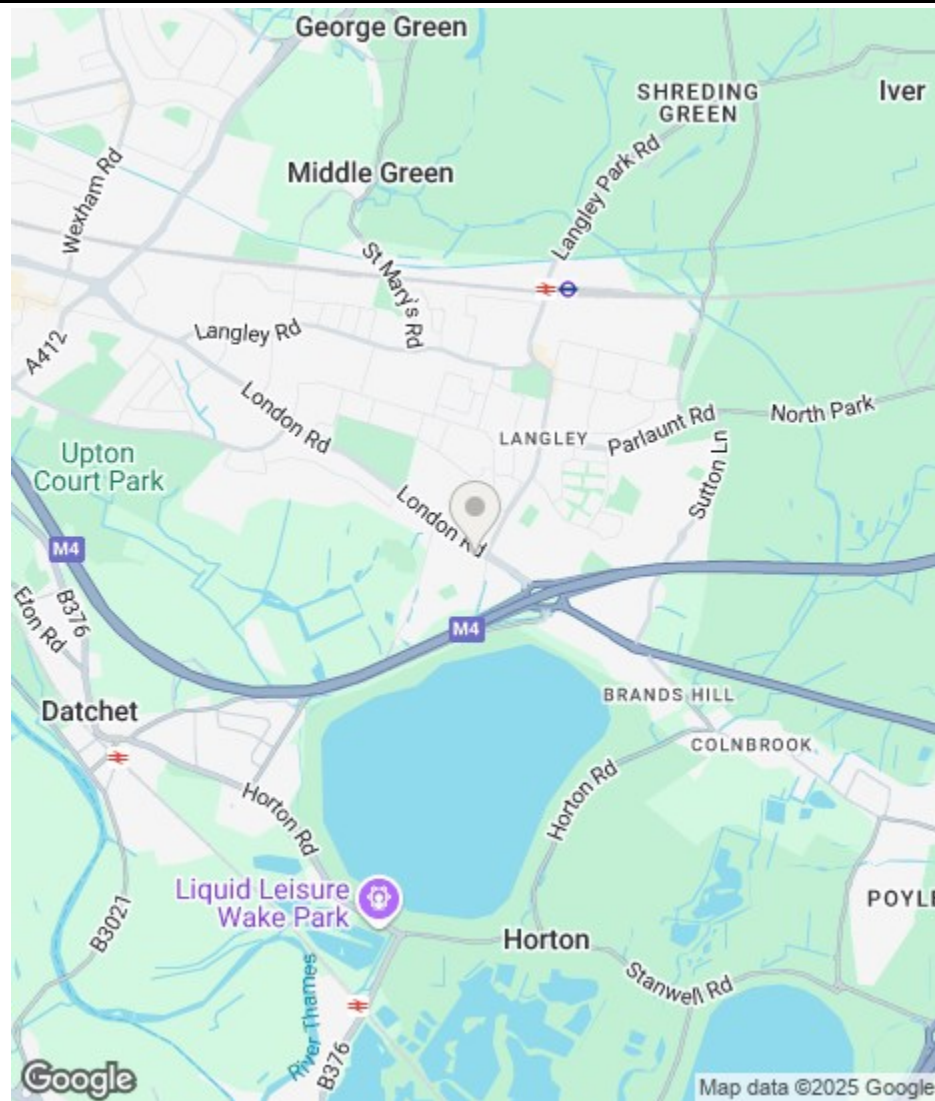 George Green
SHREDING
GREEN
Iver
Middle Green
Wexham Rd
Langley Park Rd
St Mary's Rd
Langley Rd
A412
London Rd
North Park
Parlaunt Rd
LANGLEY
Sutton Ln
Upton
Court Park
London Rd
M4
B376
Eton Rd
M4
BRANDS HILL
Datchet
COLNBROOK
Horton Rd
Horton Rd
Liquid Leisure
Wake Park
POYLE
B3021
Horton
Stanwell Rd
River Thames
B376
Google
Map data ©2025 Google